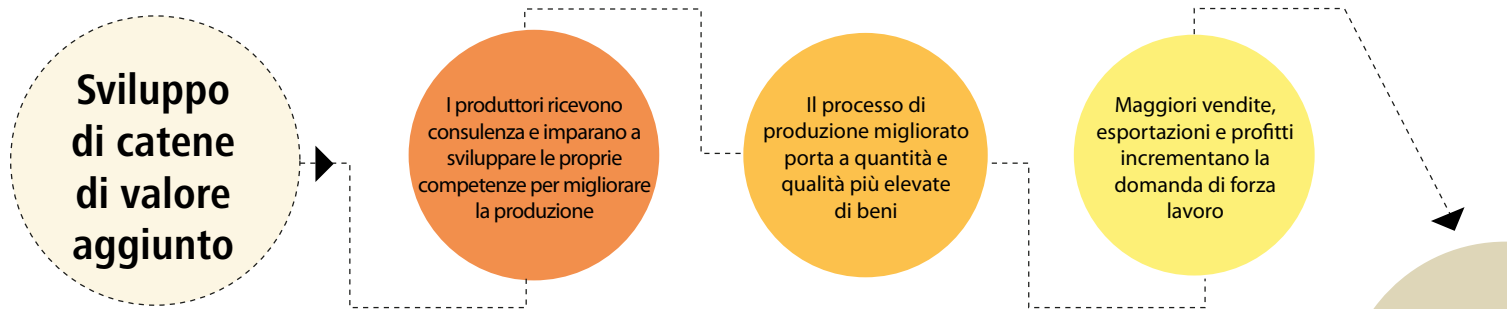 Sviluppo
di catene
di valore
aggiunto
I produttori ricevono
consulenza e imparano a
sviluppare le proprie
competenze per migliorare
la produzione
Il processo di
produzione migliorato
porta a quantità e
qualità più elevate
di beni
Maggiori vendite,
esportazioni e profitti
incrementano la
domanda di forza
lavoro